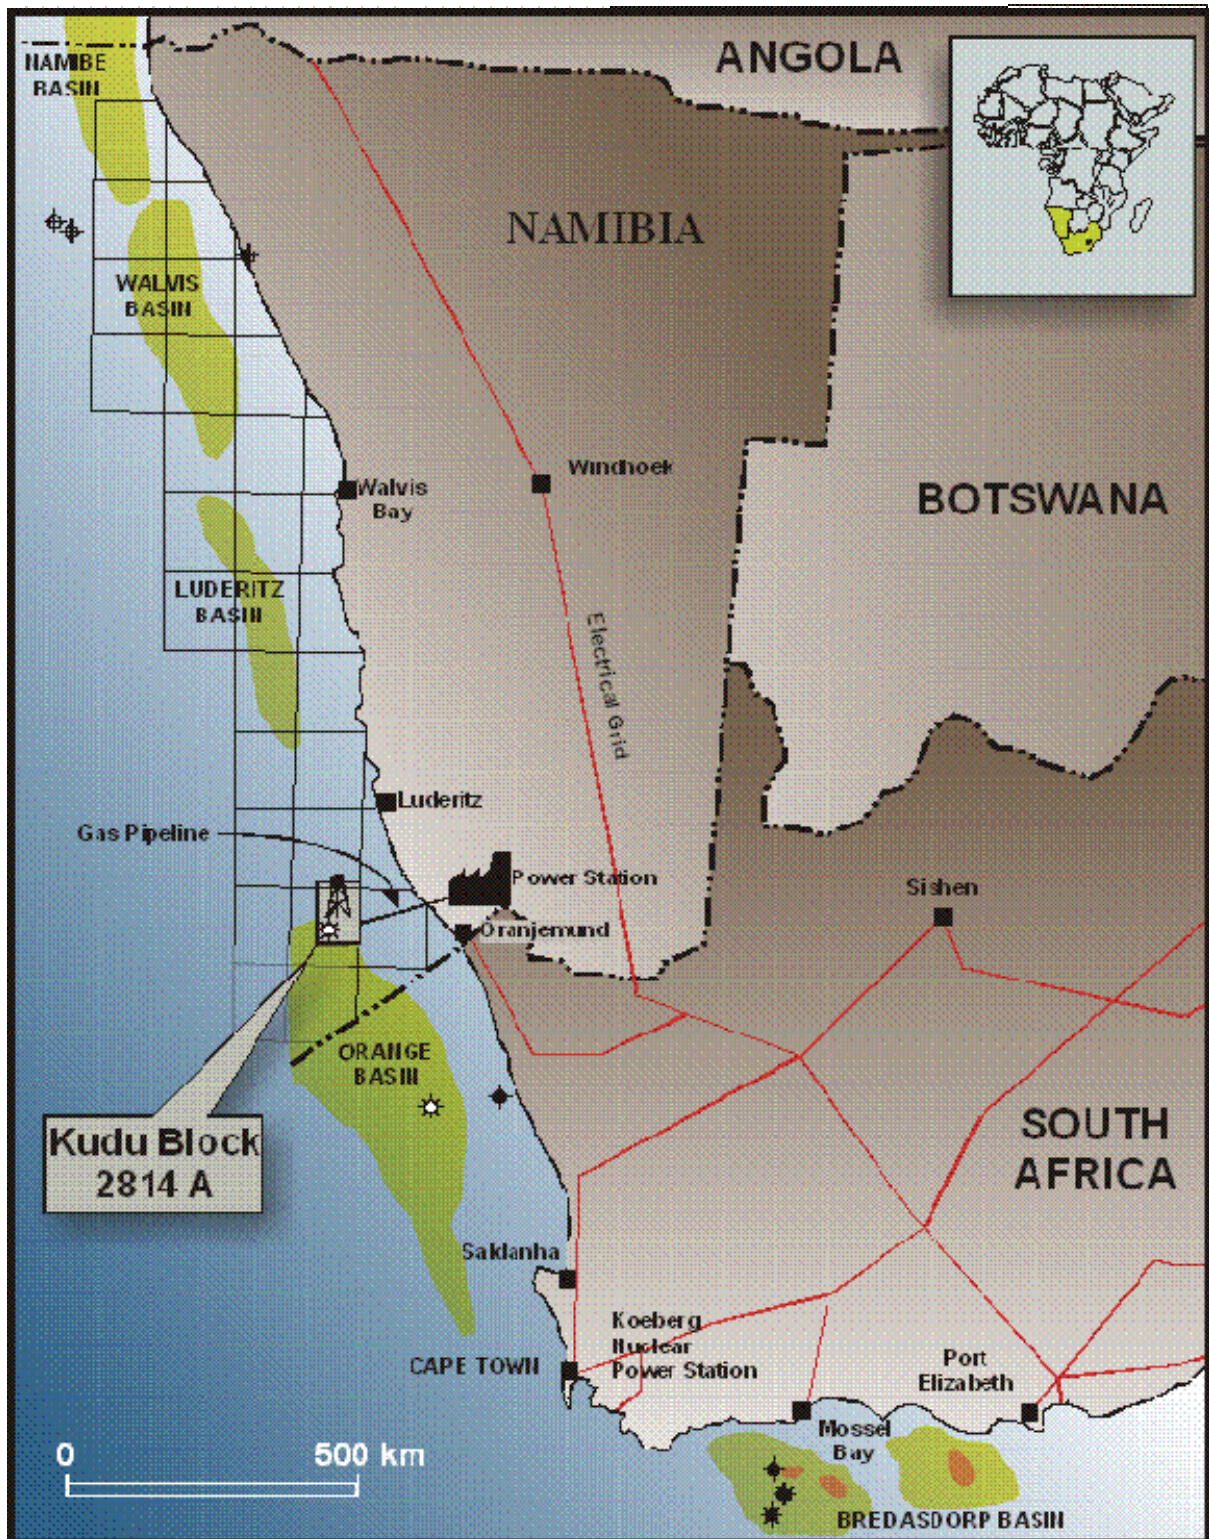 ANGOLA
NAMIBE
BASIN
NAMIBIA
WALVIS
BASIN
Windhoek
Walvis
Bay
BOTSWANA
LUDERITZ
BASIN
Electrical Grid
Luderitz
Gas Pipeline
Power Station
Sishen
Oranjemund
ORANGE
BASIN
Kudu Block
2814 A
SOUTH
AFRICA
Saldanha
Koeberg
Nuclear
Power Station
CAPE TOWN
Port
Elizabeth
Mossel
Bay
0 500 km
BREDASDORP BASIN